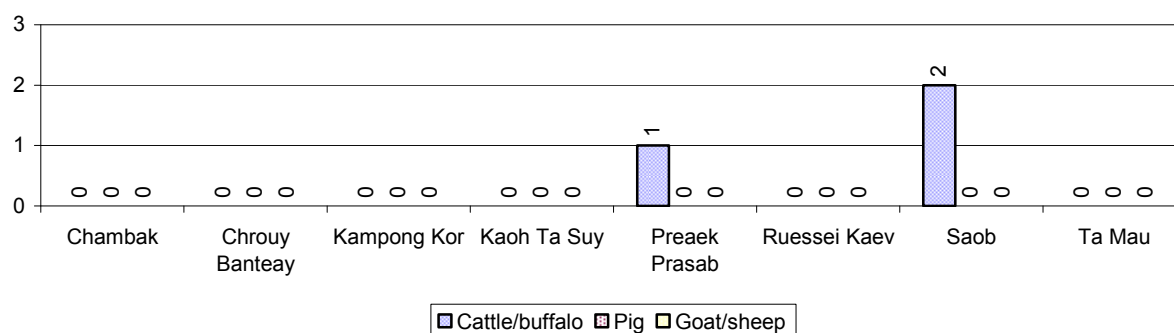 3
2
1
0
0 0 0 0 0 0 0 0 0 0 0 0 1 0 0 0 0 0 2 0 0 0 0 0
Chambak Chrouy Banteay Kampong Kor Kaoh Ta Suy Preaek Prasab Ruessei Kaev Saob Ta Mau
Cattle/buffalo Pig Goat/sheep